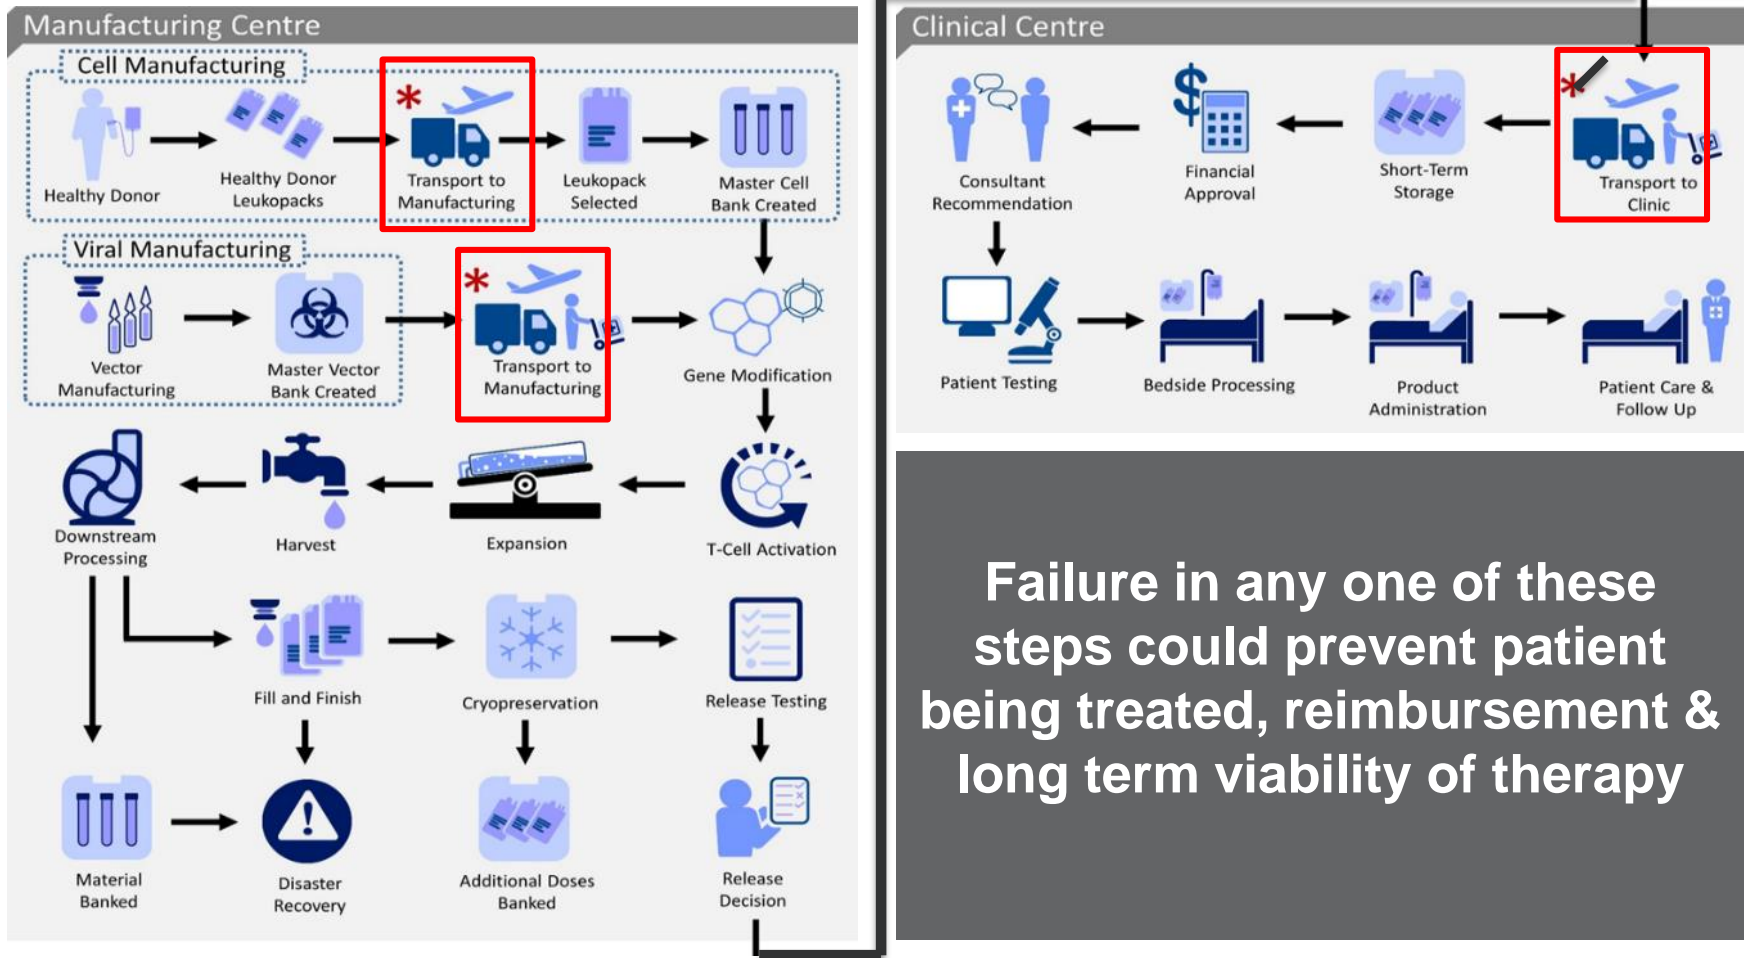 Manufacturing Centre
Cell Manufacturing
Healthy Donor
Healthy Donor
Leukopacks
*
Transport to
Manufacturing
Leukopack
Selected
Master Cell
Bank Created
Viral Manufacturing
Vector
Manufacturing
Master Vector
Bank Created
*
Transport to
Manufacturing
Gene Modification
Downstream
Processing
Harvest
Expansion
T-Cell Activation
Fill and Finish
Cryopreservation
Release Testing
Material
Banked
Disaster
Recovery
Additional Doses
Banked
Release
Decision
Clinical Centre
Consultant
Recommendation
$
Financial
Approval
Short-Term
Storage
*
Transport to
Clinic
Patient Testing
Bedside Processing
Product
Administration
Patient Care &
Follow Up
Failure in any one of these
steps could prevent patient
being treated, reimbursement &
long term viability of therapy